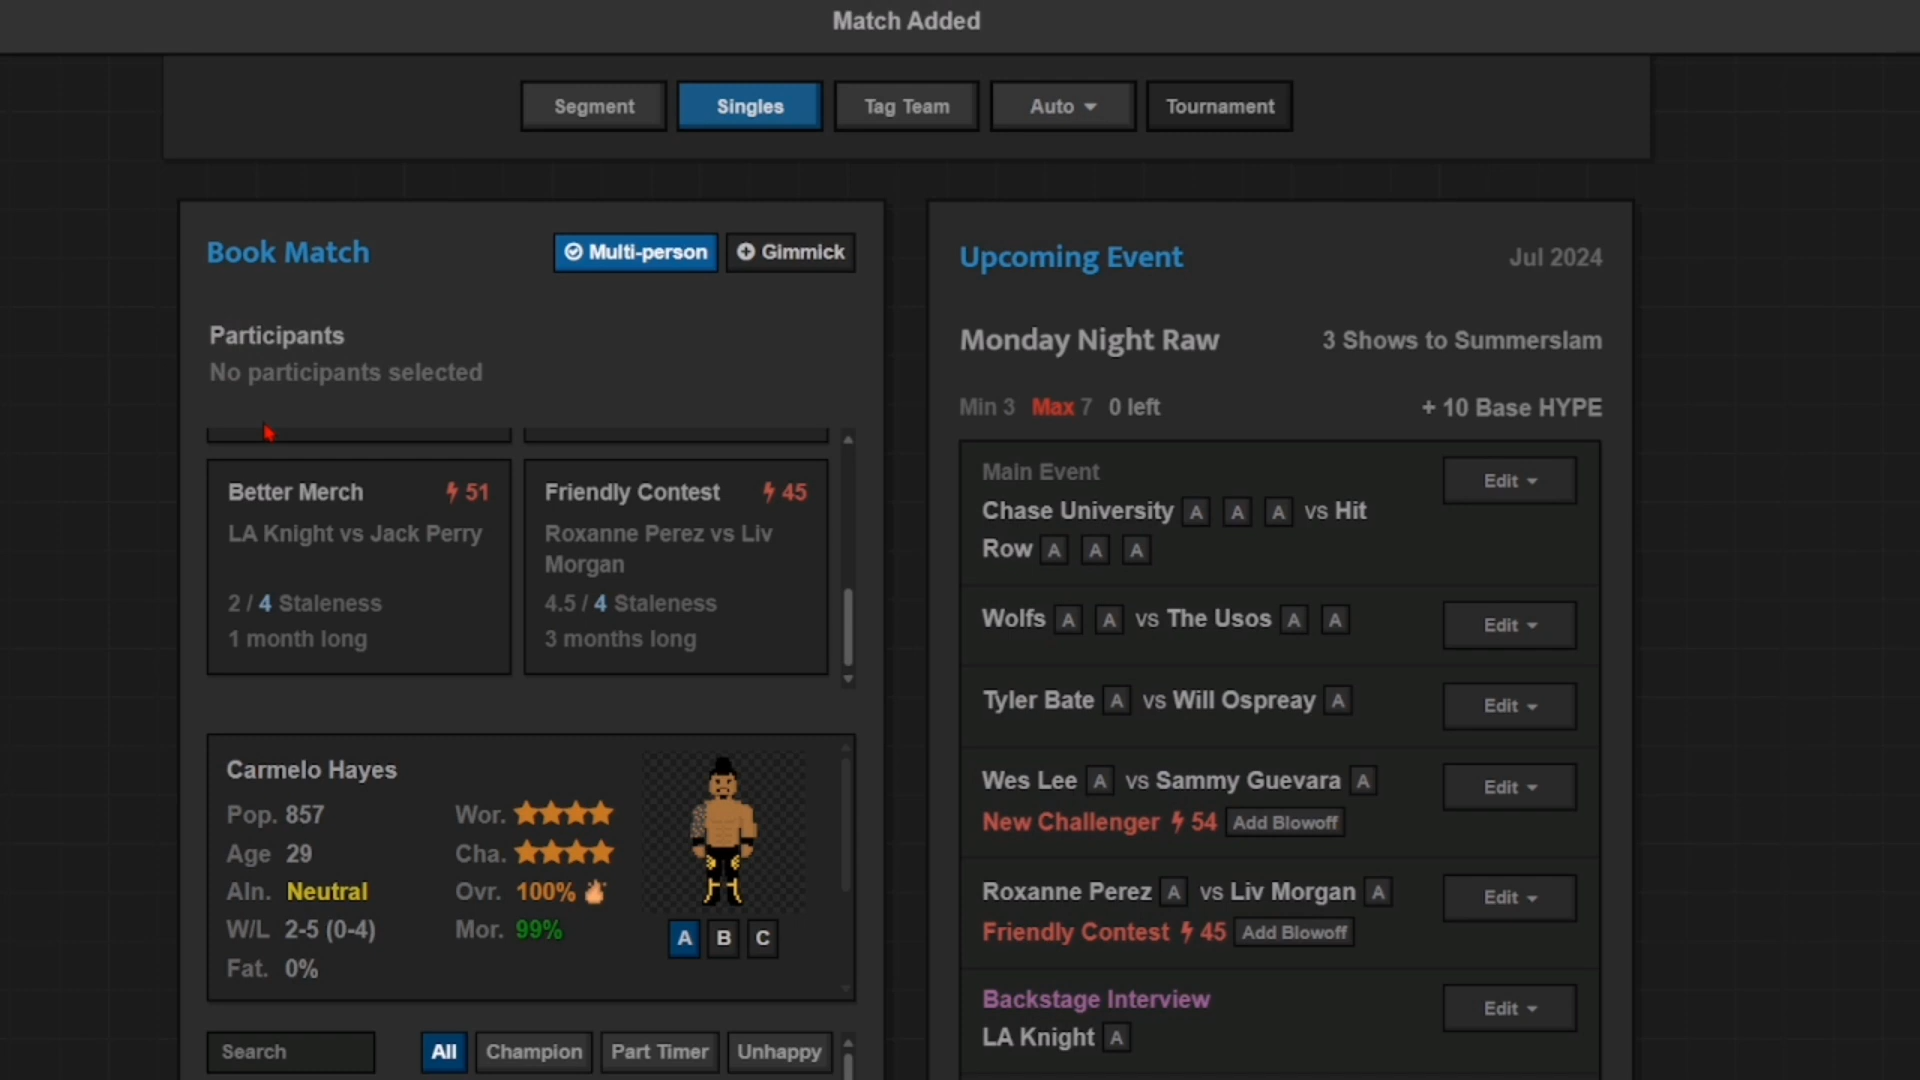 Match Added
Segment
Singles
Tag Team
Auto
Tournament
Book Match
Multi-person
Gimmick
Participants
No participants selected
Better Merch 51
LA Knight vs Jack Perry
2 / 4 Staleness
1 month long
Friendly Contest 45
Roxanne Perez vs Liv
Morgan
4.5 / 4 Staleness
3 months long
Carmelo Hayes
Pop. 857
Wor.
Age 29
Cha.
Aln. Neutral
Ovr. 100%
W/L 2-5 (0-4)
Mor. 99%
A B C
Fat. 0%
Search
All
Champion
Part Timer
Unhappy
Upcoming Event
Jul 2024
Monday Night Raw
3 Shows to Summerslam
Min 3 Max 7 0 left
+ 10 Base HYPE
Main Event
Edit
Chase University A A A vs Hit
Row A A A
Wolfs A A vs The Usos A A
Edit
Tyler Bate A vs Will Ospreay A
Edit
Wes Lee A vs Sammy Guevara A
Edit
New Challenger 54 Add Blowoff
Roxanne Perez A vs Liv Morgan A
Edit
Friendly Contest 45 Add Blowoff
Backstage Interview
Edit
LA Knight A